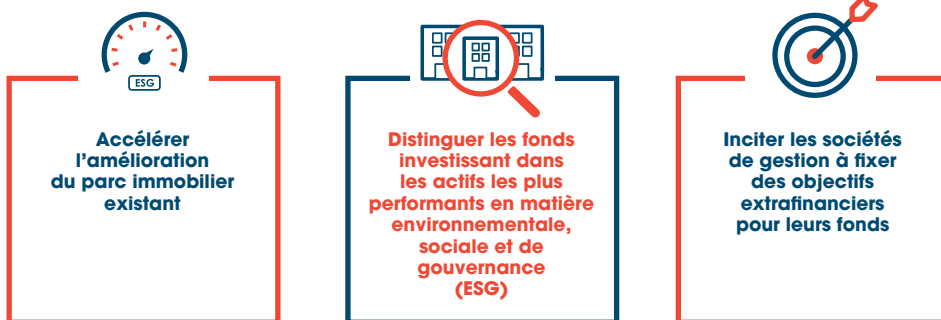 ESG
Accélérer
l’amélioration
du parc immobilier
existant
Distinguer les fonds
investissant dans
les actifs les plus
performants en matière
environnementale,
sociale et de
gouvernance
(ESG)
Inciter les sociétés
de gestion à fixer
des objectifs
extrafinanciers
pour leurs fonds